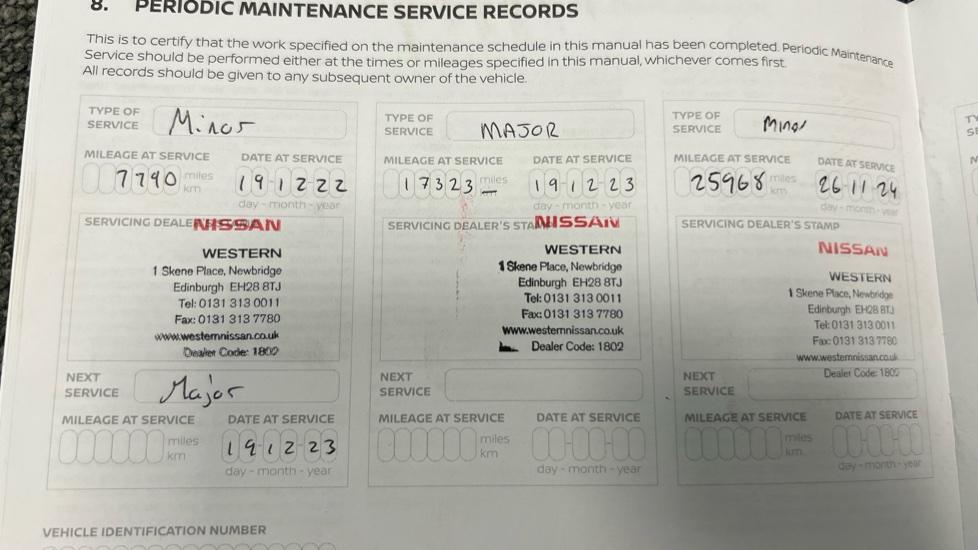 8. PERIODIC MAINTENANCE SERVICE RECORDS
This is to certify that the work specified on the maintenance schedule in this manual has been completed. Periodic Maintenance
Service should be performed either at the times or mileages specified in this manual, whichever comes first.
All records should be given to any subsequent owner of the vehicle.
TYPE OF
SERVICE
Minor
MILEAGE AT SERVICE
DATE AT SERVICE
7790 miles
km
19 12 22
day - month - year
SERVICING DEALE
NISSAN
WESTERN
1 Skene Place, Newbridge
Edinburgh EH28 8TJ
Tel: 0131 313 0011
Fax: 0131 313 7780
www.westernnissan.co.uk
Dealer Code: 1802
NEXT
SERVICE
Major
MILEAGE AT SERVICE
DATE AT SERVICE
miles
km
19 12 23
day - month - year
TYPE OF
SERVICE
MAJOR
MILEAGE AT SERVICE
DATE AT SERVICE
17323 miles
19-12-23
day - month - year
SERVICING DEALER'S STA
NISSAN
WESTERN
1 Skene Place, Newbridge
Edinburgh EH28 8TJ
Tel: 0131 313 0011
Fax: 0131 313 7780
www.westernnissan.co.uk
Dealer Code: 1802
NEXT
SERVICE
MILEAGE AT SERVICE
DATE AT SERVICE
miles
km
day - month - year
TYPE OF
SERVICE
Minor
MILEAGE AT SERVICE
DATE AT SERVICE
25968 miles
km
26-11-24
day - month - year
SERVICING DEALER'S STAMP
NISSAN
WESTERN
1 Skene Place, Newbridge
Edinburgh EH28 8TJ
Tel: 0131 313 0011
Fax: 0131 313 7780
www.westernnissan.co.uk
Dealer Code: 1802
NEXT
SERVICE
MILEAGE AT SERVICE
DATE AT SERVICE
miles
km
day - month - year
VEHICLE IDENTIFICATION NUMBER